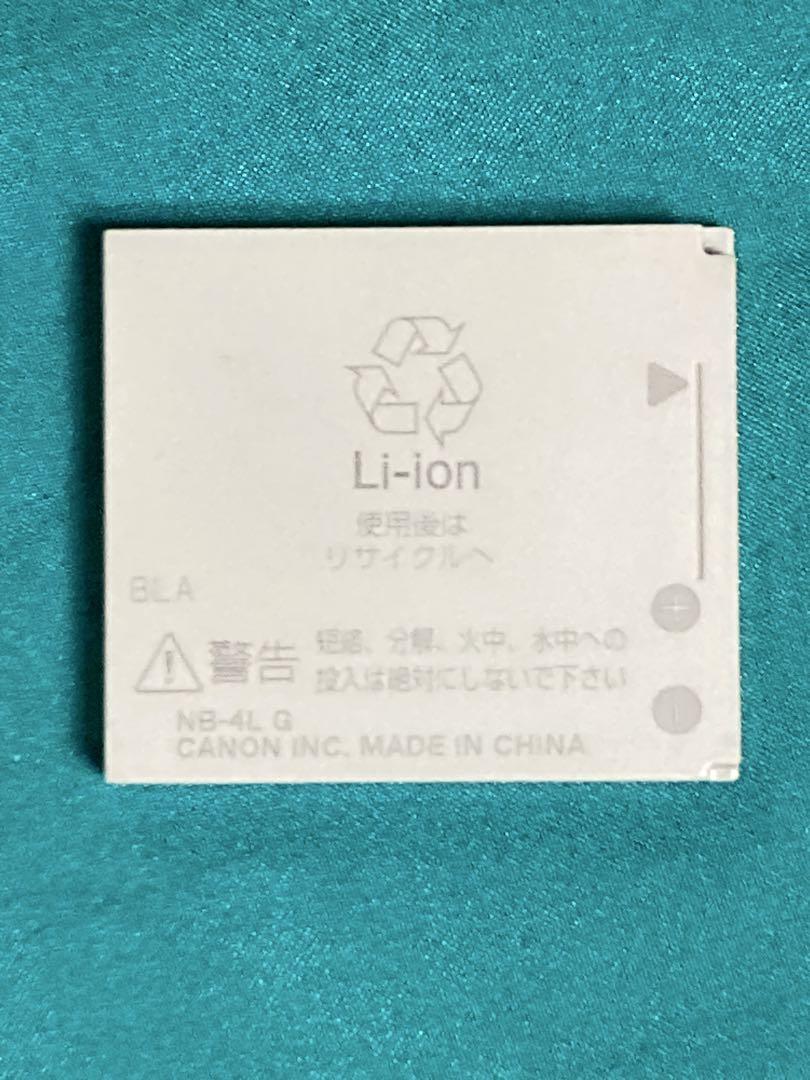 Li-ion
使用後は
リサイクルへ
BLA
警告
短絡、分解、火中、水中への
投入は絶対にしないで下さい
NB-4L G
CANON INC. MADE IN CHINA